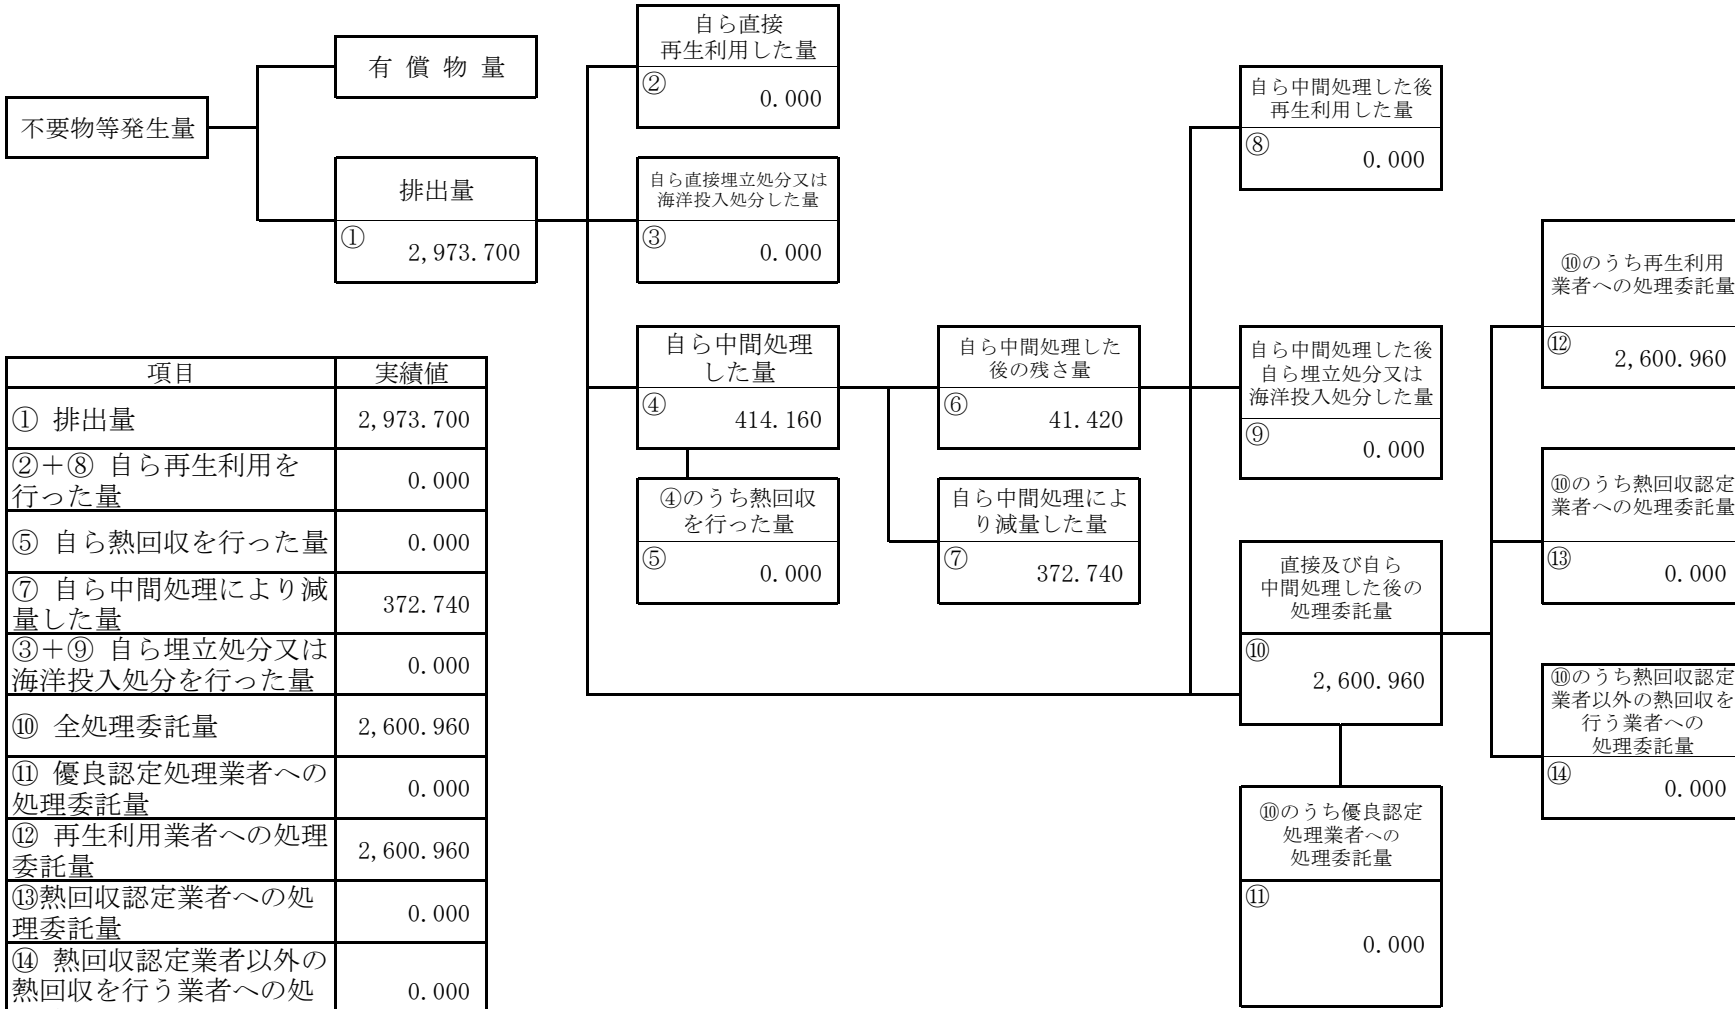 不要物等発生量
有 償 物 量
排出量
①
2,973.700
自ら直接
再生利用した量
②
0.000
自ら直接埋立処分又は
海洋投入処分した量
③
0.000
自ら中間処理
した量
④
414.160
④のうち熱回収
を行った量
⑤
0.000
自ら中間処理した
後の残さ量
⑥
41.420
自ら中間処理によ
り減量した量
⑦
372.740
自ら中間処理した後
再生利用した量
⑧
0.000
自ら中間処理した後
自ら埋立処分又は
海洋投入処分した量
⑨
0.000
直接及び自ら
中間処理した後の
処理委託量
⑩
2,600.960
⑩のうち優良認定
処理業者への
処理委託量
⑪
0.000
⑩のうち再生利用
業者への処理委託量
⑫
2,600.960
⑩のうち熱回収認定
業者への処理委託量
⑬
0.000
⑩のうち熱回収認定
業者以外の熱回収を
行う業者への
処理委託量
⑭
0.000
項目 実績値
① 排出量 2,973.700
②＋⑧ 自ら再生利用を
行った量 0.000
⑤ 自ら熱回収を行った量 0.000
⑦ 自ら中間処理により減
量した量 372.740
③＋⑨ 自ら埋立処分又は
海洋投入処分を行った量 0.000
⑩ 全処理委託量 2,600.960
⑪ 優良認定処理業者への
処理委託量 0.000
⑫ 再生利用業者への処理
委託量 2,600.960
⑬熱回収認定業者への処
理委託量 0.000
⑭ 熱回収認定業者以外の
熱回収を行う業者への処 0.000